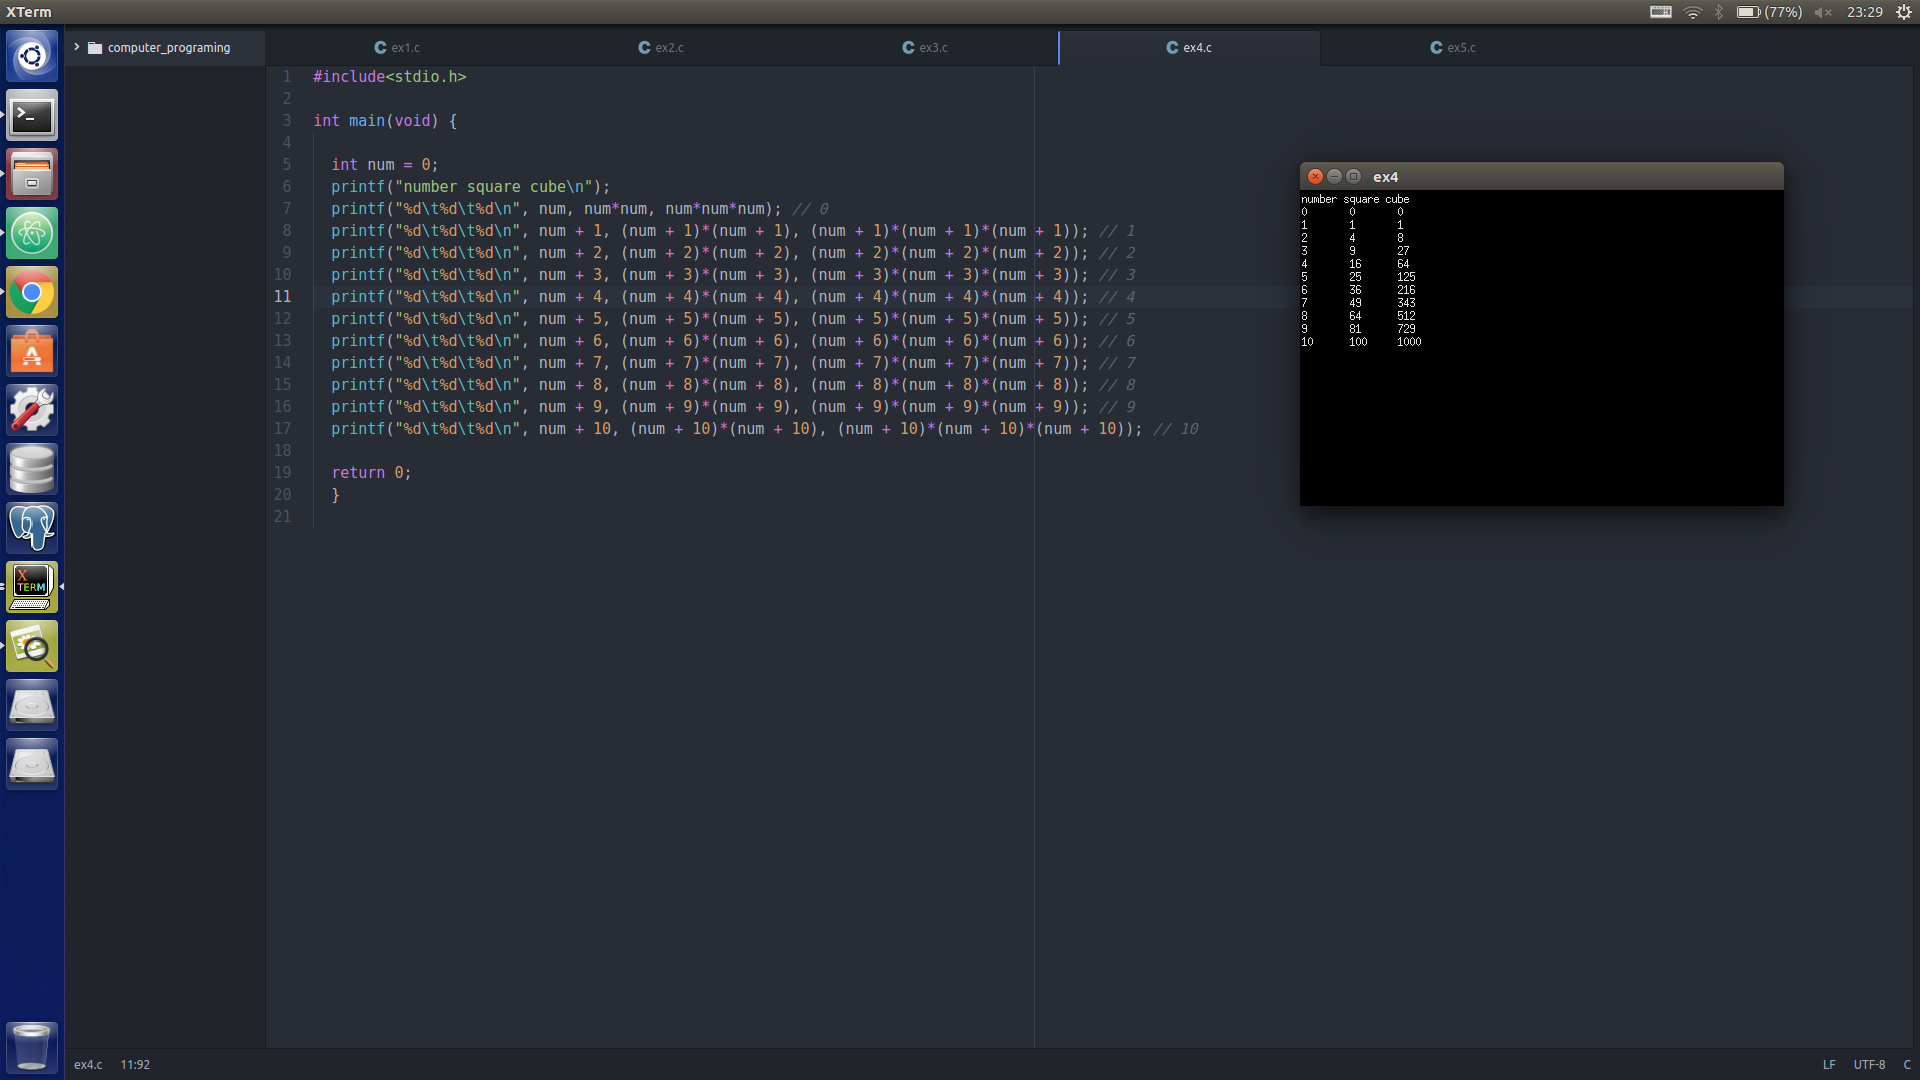 XTerm
(77%)
23:29
computer_programing
ex1.c
ex2.c
ex3.c
ex4.c
ex5.c
1 #include<stdio.h>
2
3 int main(void) {
4
5 int num = 0;
6 printf("number square cube\n");
7 printf("%d\t%d\t%d\n", num, num*num, num*num*num); // 0
8 printf("%d\t%d\t%d\n", num + 1, (num + 1)*(num + 1), (num + 1)*(num + 1)*(num + 1)); // 1
9 printf("%d\t%d\t%d\n", num + 2, (num + 2)*(num + 2), (num + 2)*(num + 2)*(num + 2)); // 2
10 printf("%d\t%d\t%d\n", num + 3, (num + 3)*(num + 3), (num + 3)*(num + 3)*(num + 3)); // 3
11 printf("%d\t%d\t%d\n", num + 4, (num + 4)*(num + 4), (num + 4)*(num + 4)*(num + 4)); // 4
12 printf("%d\t%d\t%d\n", num + 5, (num + 5)*(num + 5), (num + 5)*(num + 5)*(num + 5)); // 5
13 printf("%d\t%d\t%d\n", num + 6, (num + 6)*(num + 6), (num + 6)*(num + 6)*(num + 6)); // 6
14 printf("%d\t%d\t%d\n", num + 7, (num + 7)*(num + 7), (num + 7)*(num + 7)*(num + 7)); // 7
15 printf("%d\t%d\t%d\n", num + 8, (num + 8)*(num + 8), (num + 8)*(num + 8)*(num + 8)); // 8
16 printf("%d\t%d\t%d\n", num + 9, (num + 9)*(num + 9), (num + 9)*(num + 9)*(num + 9)); // 9
17 printf("%d\t%d\t%d\n", num + 10, (num + 10)*(num + 10), (num + 10)*(num + 10)*(num + 10)); // 10
18
19 return 0;
20 }
21
ex4
number square cube
0 0 0
1 1 1
2 4 8
3 9 27
4 16 64
5 25 125
6 36 216
7 49 343
8 64 512
9 81 729
10 100 1000
X
TERM
ex4.c 11:92
LF UTF-8 C